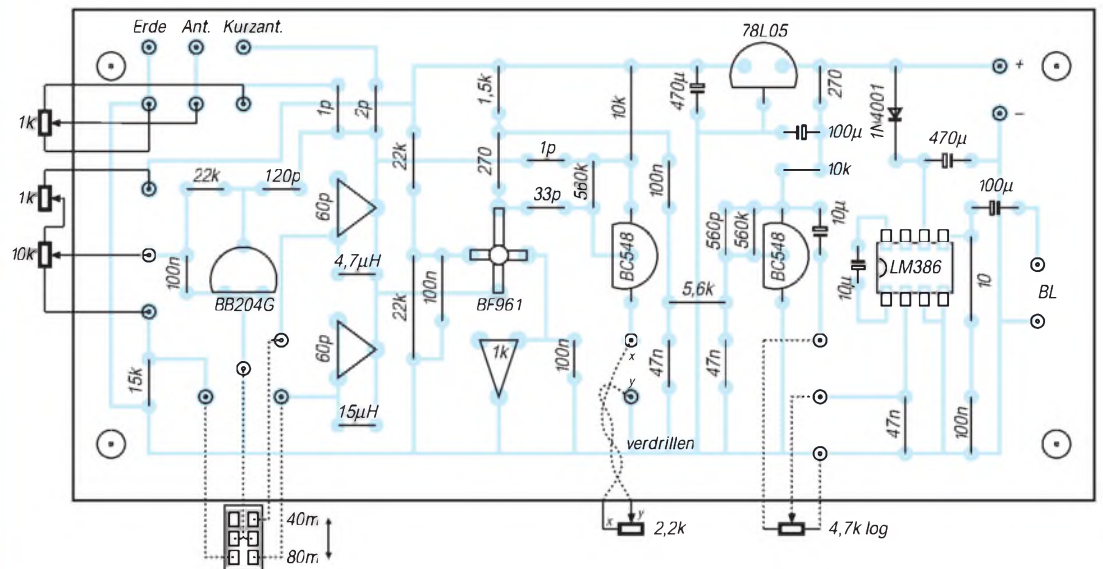 Erde Ant. Kurzant.
78L05
+
−
1k
1p
2p
1,5k
10k
470µ
270
1N4001
100µ
470µ
22k
270
1p
560k
100n
10k
100µ
1k
22k
120p
60p
33p
560p
560k
10µ
10k
100n
BB204G
4,7µH
22k
100n
BF961
BC548
5,6k
BC548
10µ
LM386
10
BL
60p
1k
100n
x
y
47n
47n
15k
15µH
47n
100n
verdrillen
40m
80m
x
y
2,2k
4,7k log